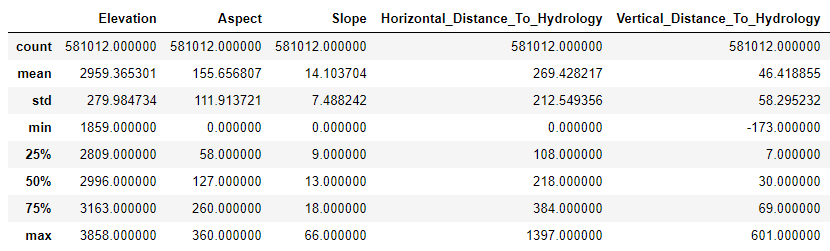 Elevation Aspect Slope Horizontal_Distance_To_Hydrology Vertical_Distance_To_Hydrology
count 581012.000000 581012.000000 581012.000000 581012.000000 581012.000000
mean 2959.365301 155.656807 14.103704 269.428217 46.418855
std 279.984734 111.913721 7.488242 212.549356 58.295232
min 1859.000000 0.000000 0.000000 0.000000 -173.000000
25% 2809.000000 58.000000 9.000000 108.000000 7.000000
50% 2996.000000 127.000000 13.000000 218.000000 30.000000
75% 3163.000000 260.000000 18.000000 384.000000 69.000000
max 3858.000000 360.000000 66.000000 1397.000000 601.000000